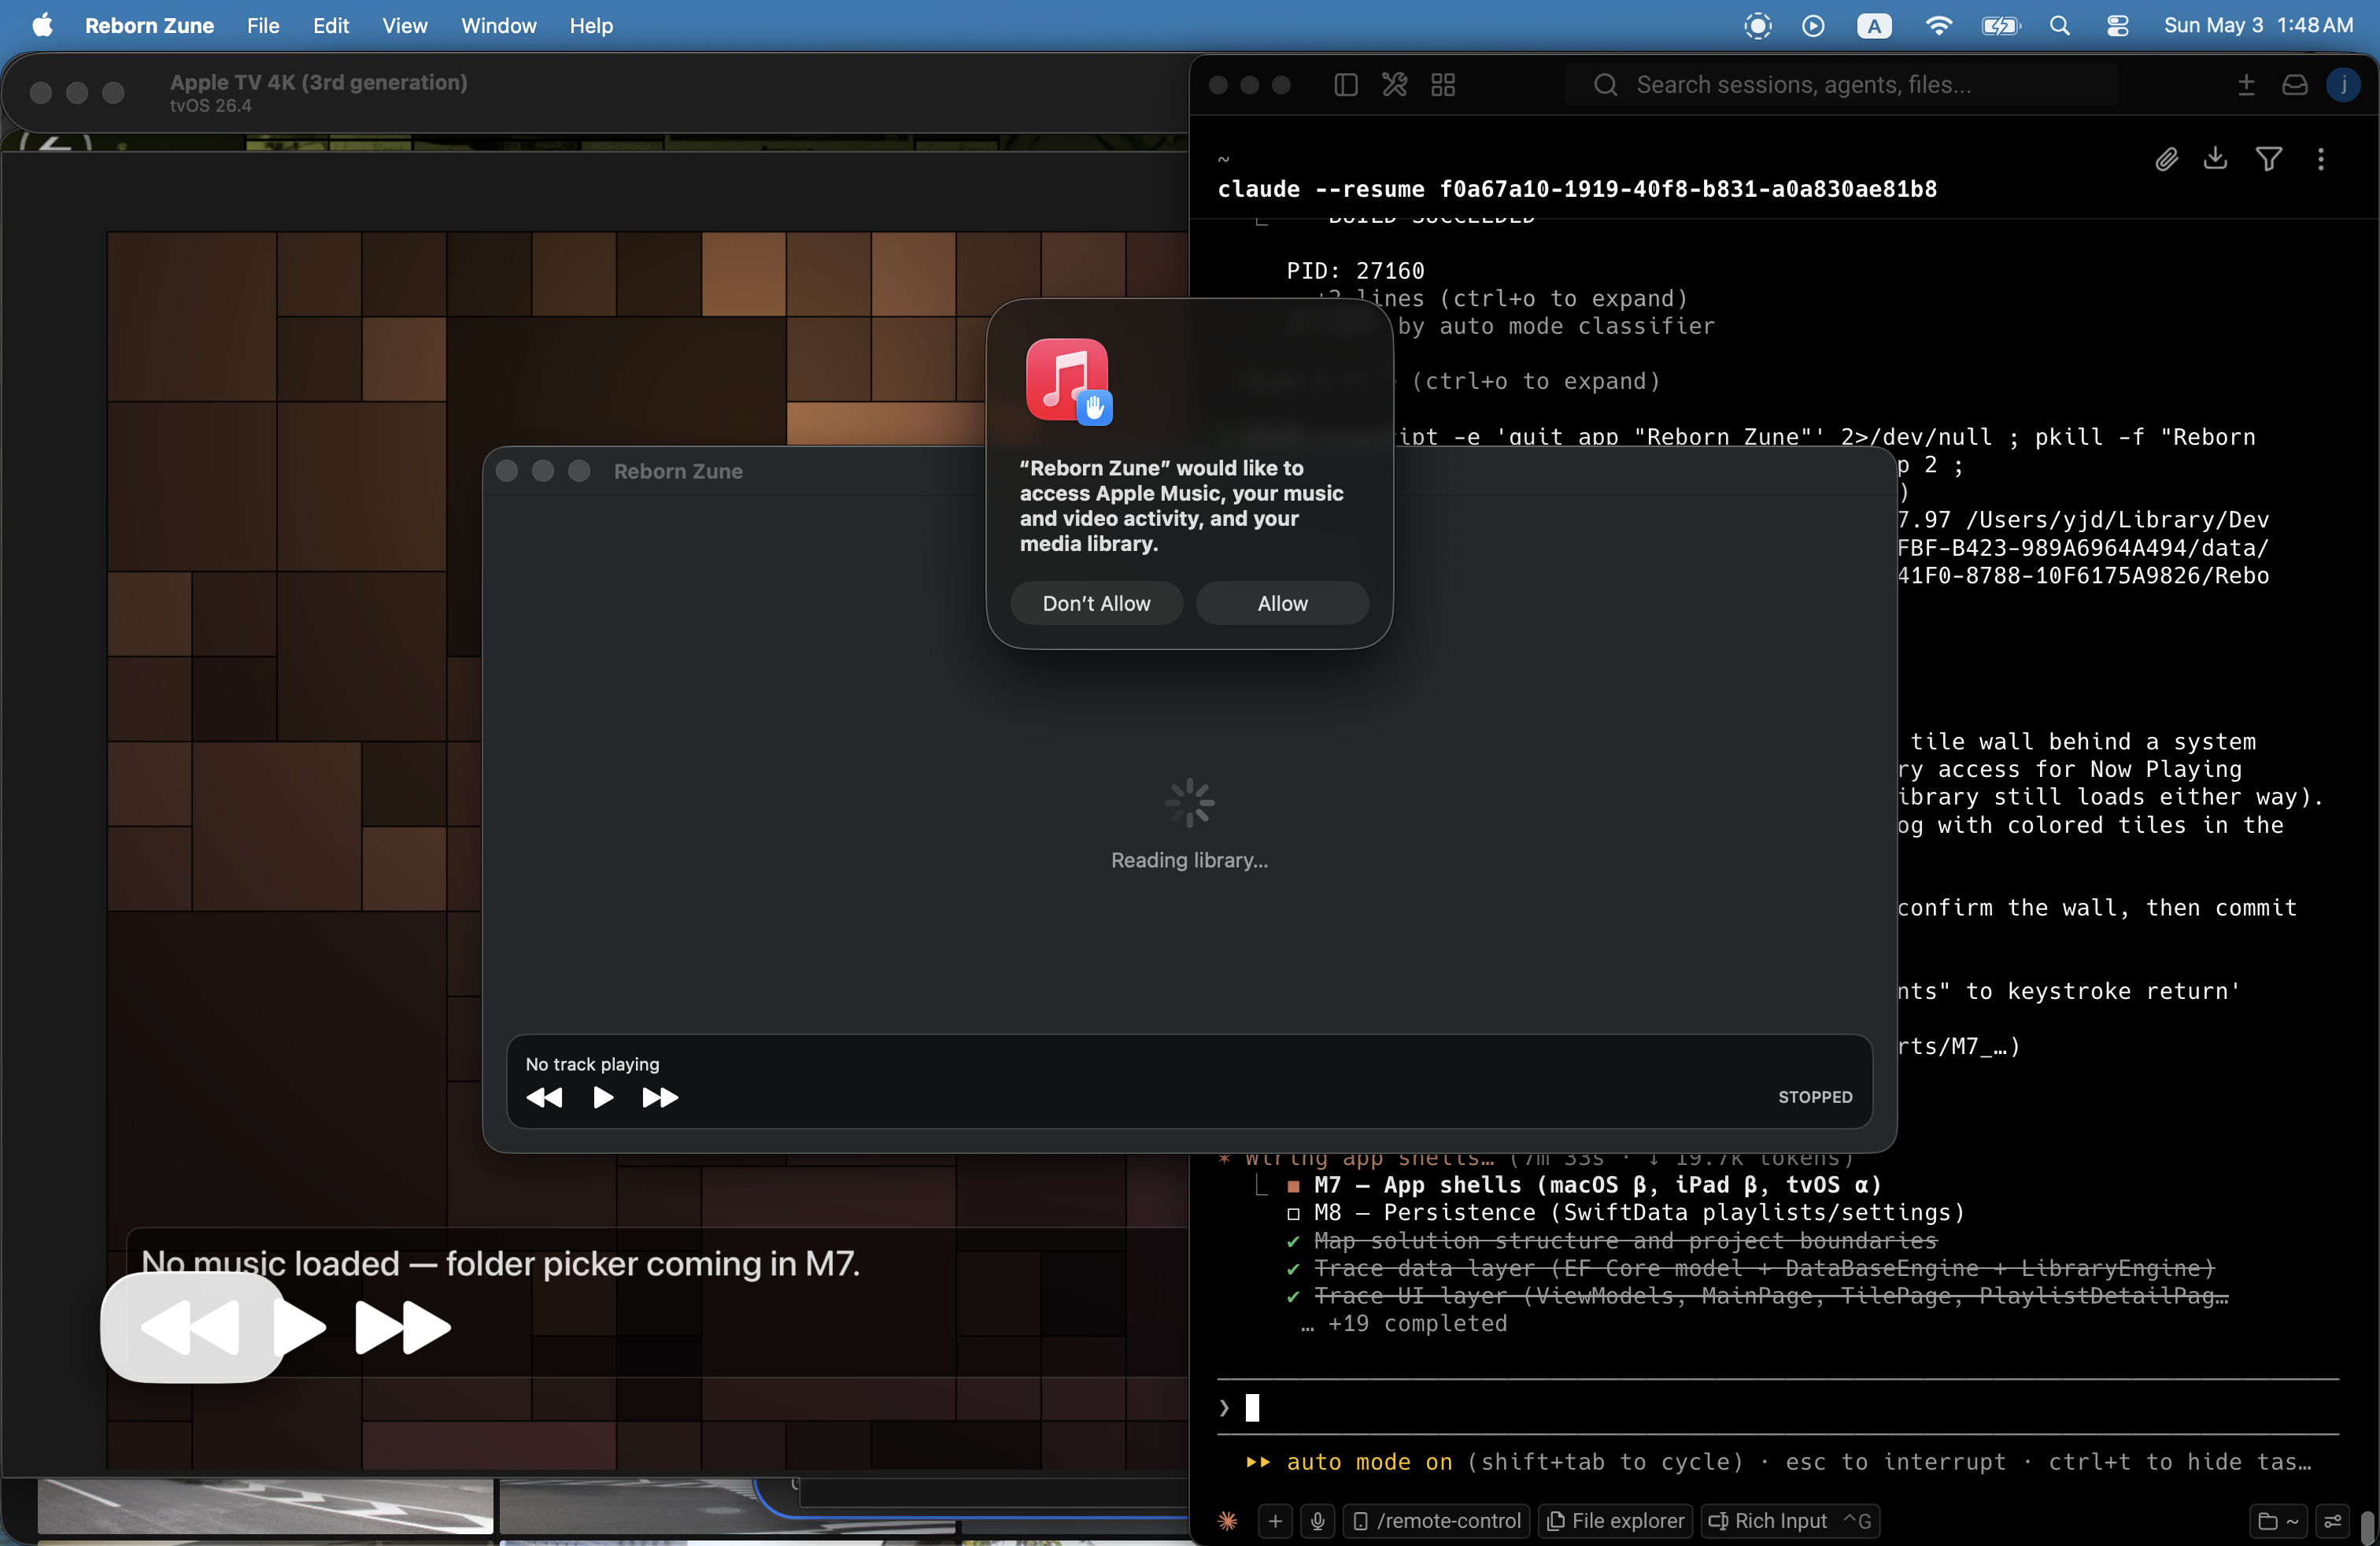 Reborn Zune File Edit View Window Help
A
Sun May 3 1:48 AM
Apple TV 4K (3rd generation)
tvOS 26.4
Search sessions, agents, files...
j
~
claude --resume f0a67a10-1919-40f8-b831-a0a830ae81b8
BUILD SUCCEEDED
PID: 27160
lines (ctrl+o to expand)
by auto mode classifier
(ctrl+o to expand)
ipt -e 'quit app "Reborn Zune"' 2>/dev/null ; pkill -f "Reborn
p 2 ;
)
7.97 /Users/yjd/Library/Dev
FBF-B423-989A6964A494/data/
41F0-8788-10F6175A9826/Rebo
tile wall behind a system
ry access for Now Playing
ibrary still loads either way).
og with colored tiles in the
confirm the wall, then commit
nts" to keystroke return'
rts/M7_…)
“Reborn Zune” would like to
access Apple Music, your music
and video activity, and your
media library.
Don’t Allow
Allow
Reborn Zune
Reading library...
No track playing
STOPPED
No music loaded — folder picker coming in M7.
Wiring app shells… (7m 33s · ↓ 19.7k tokens)
M7 — App shells (macOS β, iPad β, tvOS α)
M8 — Persistence (SwiftData playlists/settings)
✔ Map solution structure and project boundaries
✔ Trace data layer (EF Core model + DataBaseEngine + LibraryEngine)
✔ Trace UI layer (ViewModels, MainPage, TilePage, PlaylistDetailPag…
… +19 completed
❯
auto mode on (shift+tab to cycle) · esc to interrupt · ctrl+t to hide tas…
/remote-control
File explorer
Rich Input ^G
~